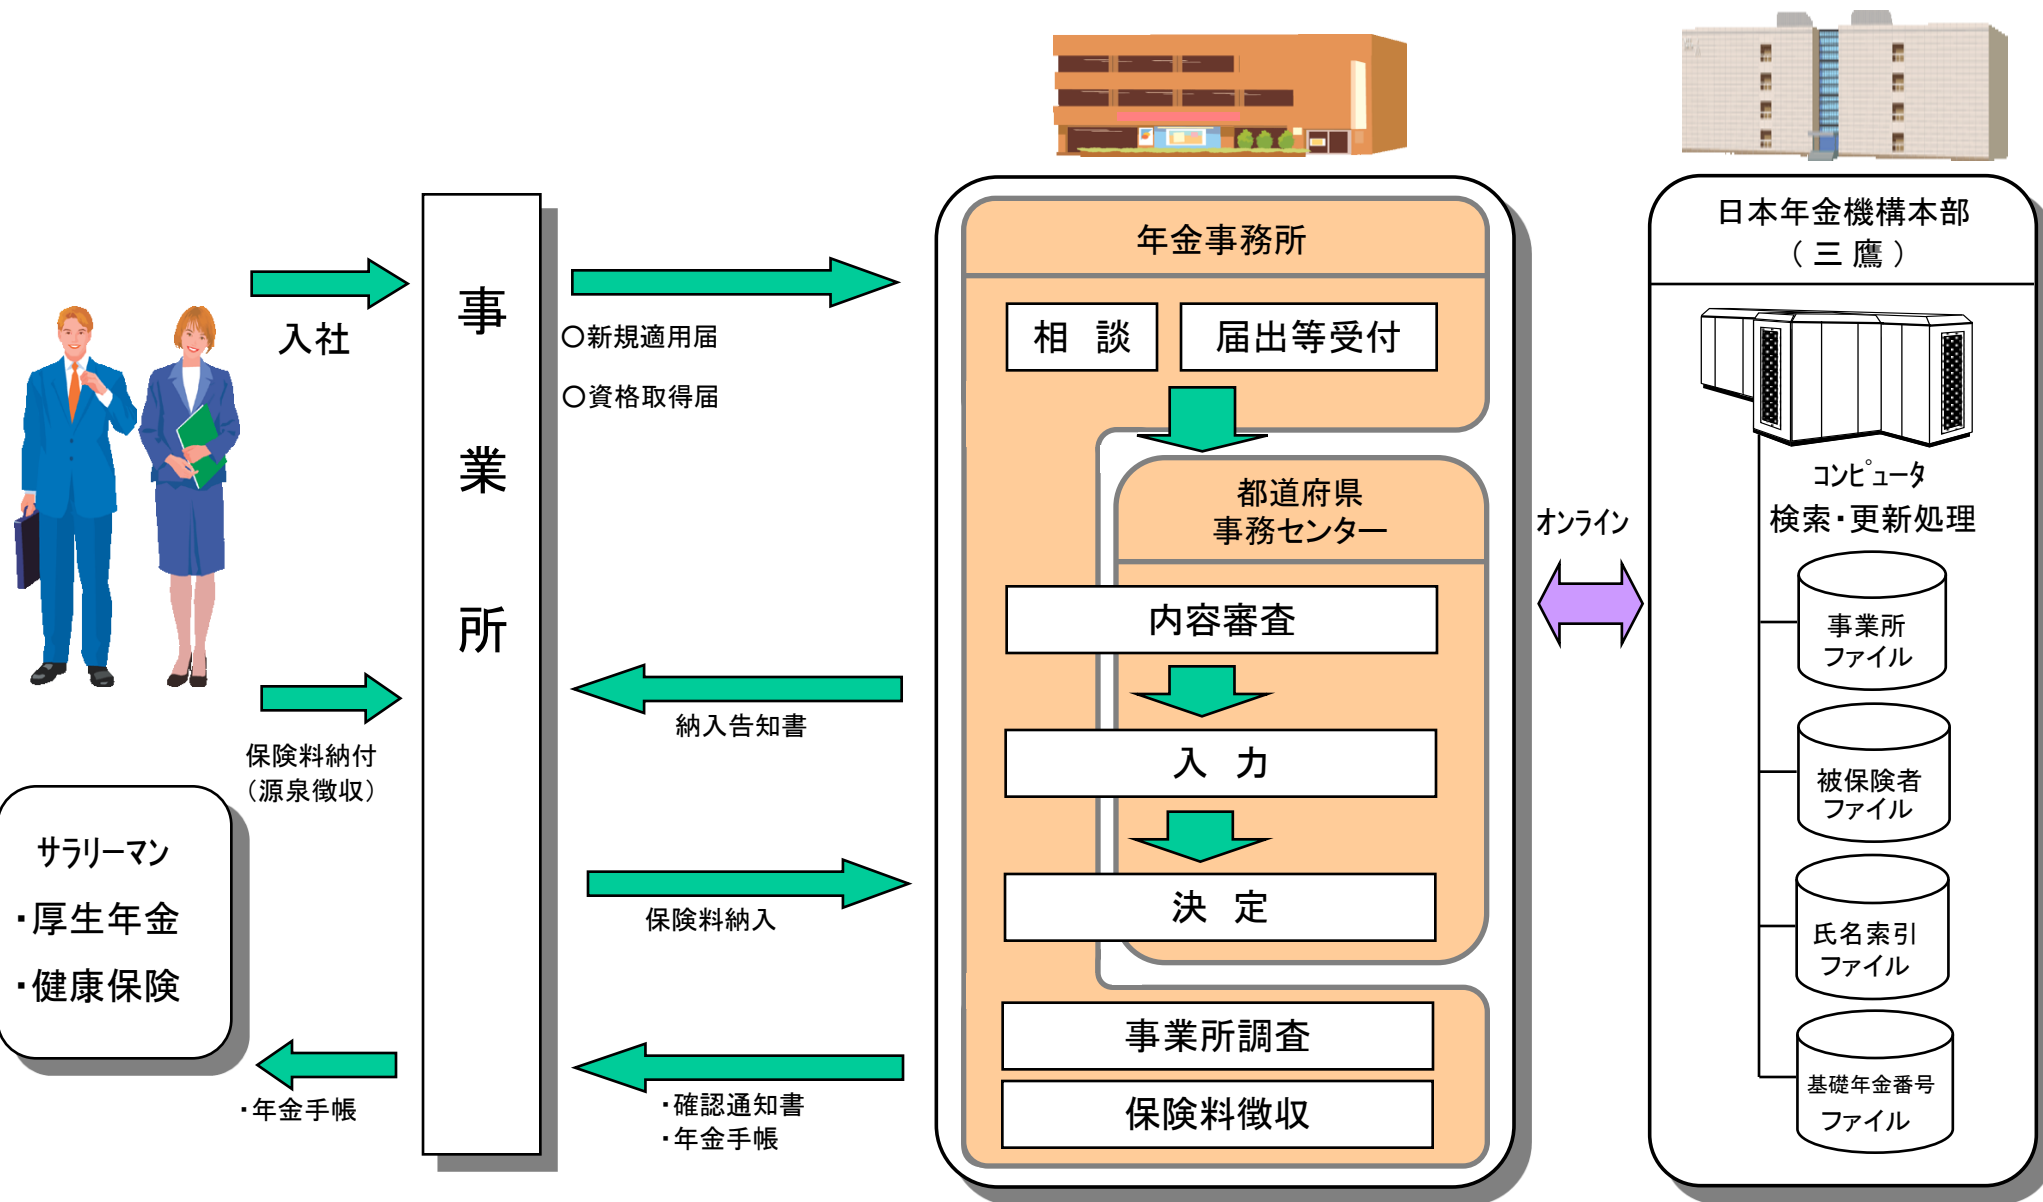 入社
保険料納付
（源泉徴収）
サラリーマン
・厚生年金
・健康保険
・年金手帳
事業所
○新規適用届
○資格取得届
納入告知書
保険料納入
・確認通知書
・年金手帳
年金事務所
相 談
届出等受付
都道府県
事務センター
内容審査
入 力
決 定
事業所調査
保険料徴収
オンライン
日本年金機構本部
（ 三 鷹 ）
コンピュータ
検索・更新処理
事業所
ファイル
被保険者
ファイル
氏名索引
ファイル
基礎年金番号
ファイル